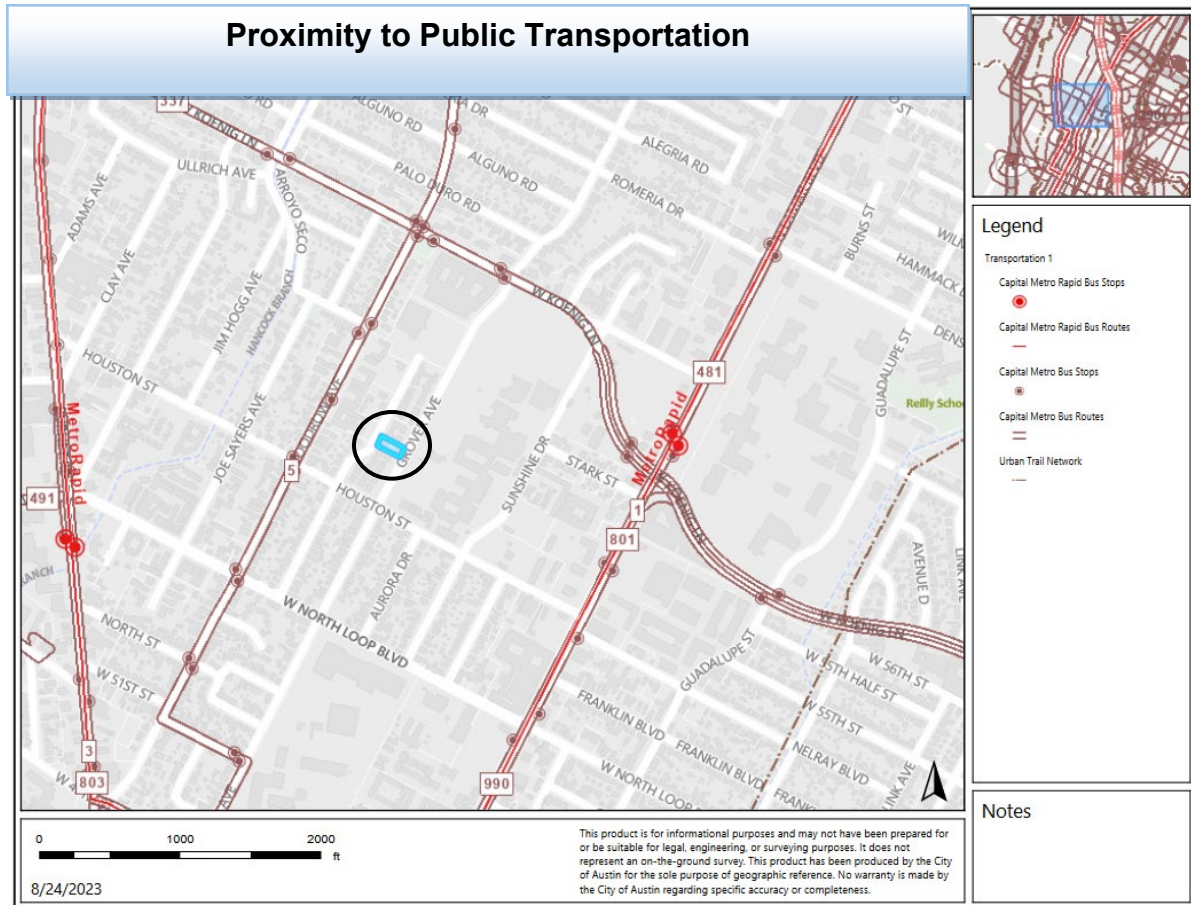 Proximity to Public Transportation
337
KOENIG LN
ALGUNO RD
ALEGRIA RD
ULLRICH AVE
ALGUNO RD
PALO DURO RD
ROMERIA DR
BURNS ST
ADAMS AVE
ARROYO SECO
HAMMACK
CLAY AVE
JIM HOGG AVE
HANCOCK BRANCH
W KOENIG LN
GUADALUPE ST
HOUSTON ST
481
Reilly Schoo
MetroRapid
JOE SAYERS AVE
GROVER AVE
SUNSHINE DR
MetroRapid
5
STARK ST
491
HOUSTON ST
1
801
AURORA DR
AVENUE D
LINK AVE
W NORTH LOOP BLVD
W KOENIG LN
NORTH ST
W 51ST ST
GUADALUPE ST
W 56TH ST
W 55TH HALF ST
W 55TH ST
FRANKLIN BLVD
FRANKLIN BLVD
NELRAY BLVD
LINK AVE
3
803
990
W NORTH LOOP
Legend
Transportation 1
Capital Metro Rapid Bus Stops
Capital Metro Rapid Bus Routes
Capital Metro Bus Stops
Capital Metro Bus Routes
Urban Trail Network
Notes
0 1000 2000
ft
8/24/2023
This product is for informational purposes and may not have been prepared for
or be suitable for legal, engineering, or surveying purposes. It does not
represent an on-the-ground survey. This product has been produced by the City
of Austin for the sole purpose of geographic reference. No warranty is made by
the City of Austin regarding specific accuracy or completeness.